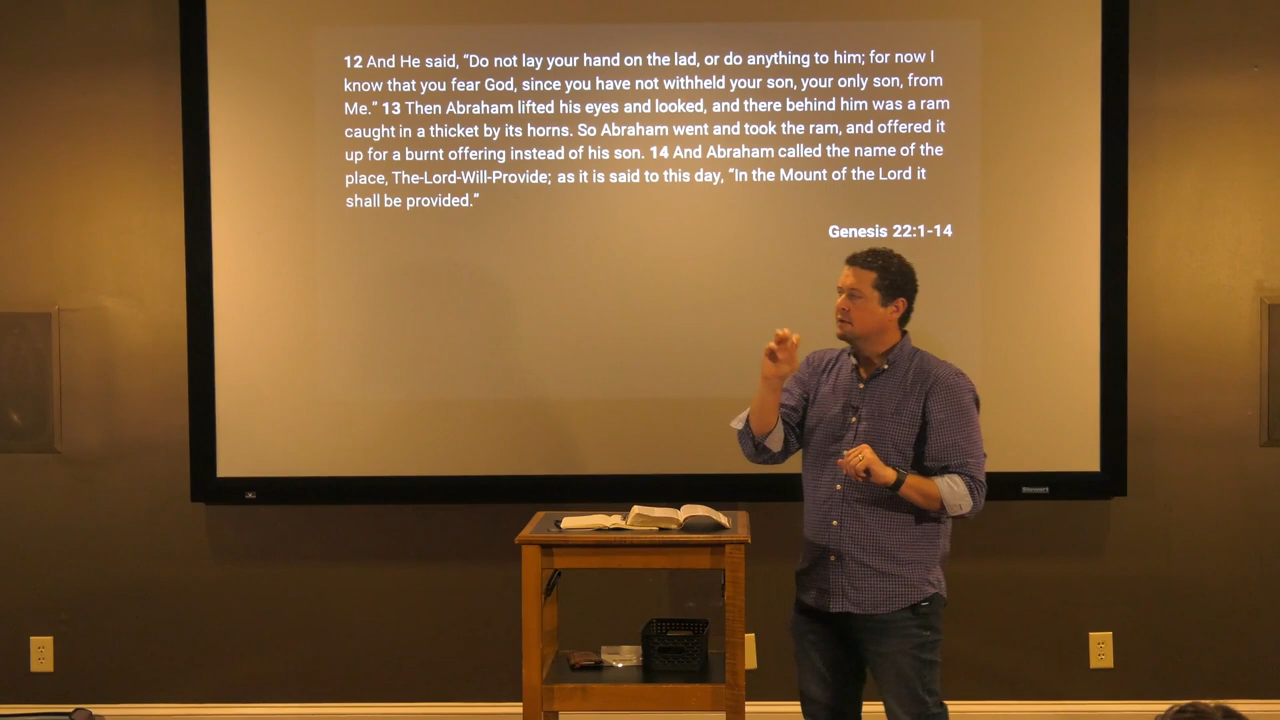 12 And He said, “Do not lay your hand on the lad, or do anything to him; for now I
know that you fear God, since you have not withheld your son, your only son, from
Me.” 13 Then Abraham lifted his eyes and looked, and there behind him was a ram
caught in a thicket by its horns. So Abraham went and took the ram, and offered it
up for a burnt offering instead of his son. 14 And Abraham called the name of the
place, The-Lord-Will-Provide; as it is said to this day, “In the Mount of the Lord it
shall be provided.”
Genesis 22:1-14
Stewart